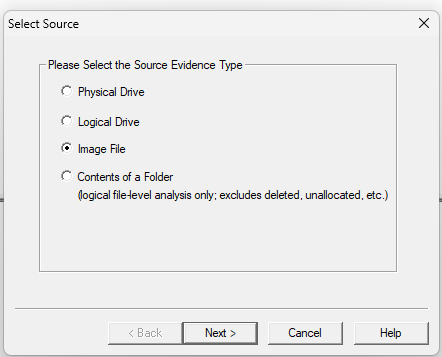 Select Source
Please Select the Source Evidence Type
Physical Drive
Logical Drive
Image File
Contents of a Folder
(logical file-level analysis only; excludes deleted, unallocated, etc.)
< Back Next > Cancel Help